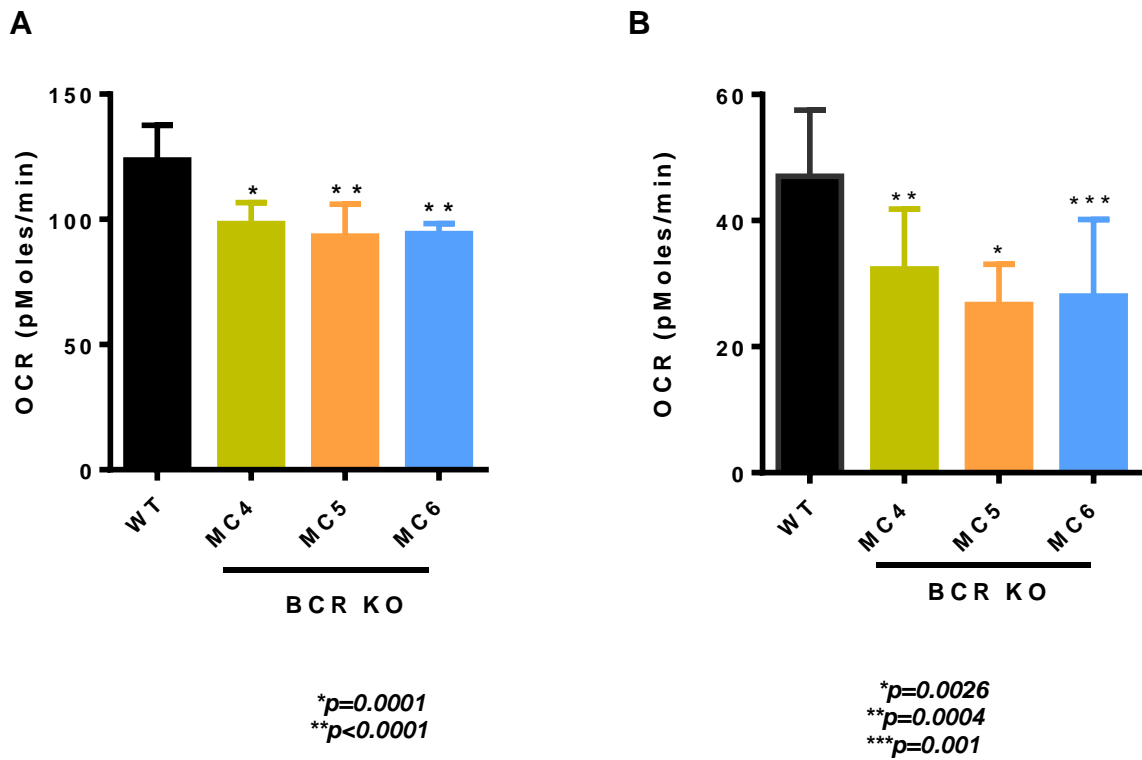 A
OCR (pMoles/min)
150
100
50
0
*
**
**
WT
MC4
MC5
MC6
BCR KO
*p=0.0001
**p<0.0001
B
OCR (pMoles/min)
60
40
20
0
**
*
***
WT
MC4
MC5
MC6
BCR KO
*p=0.0026
**p=0.0004
***p=0.001